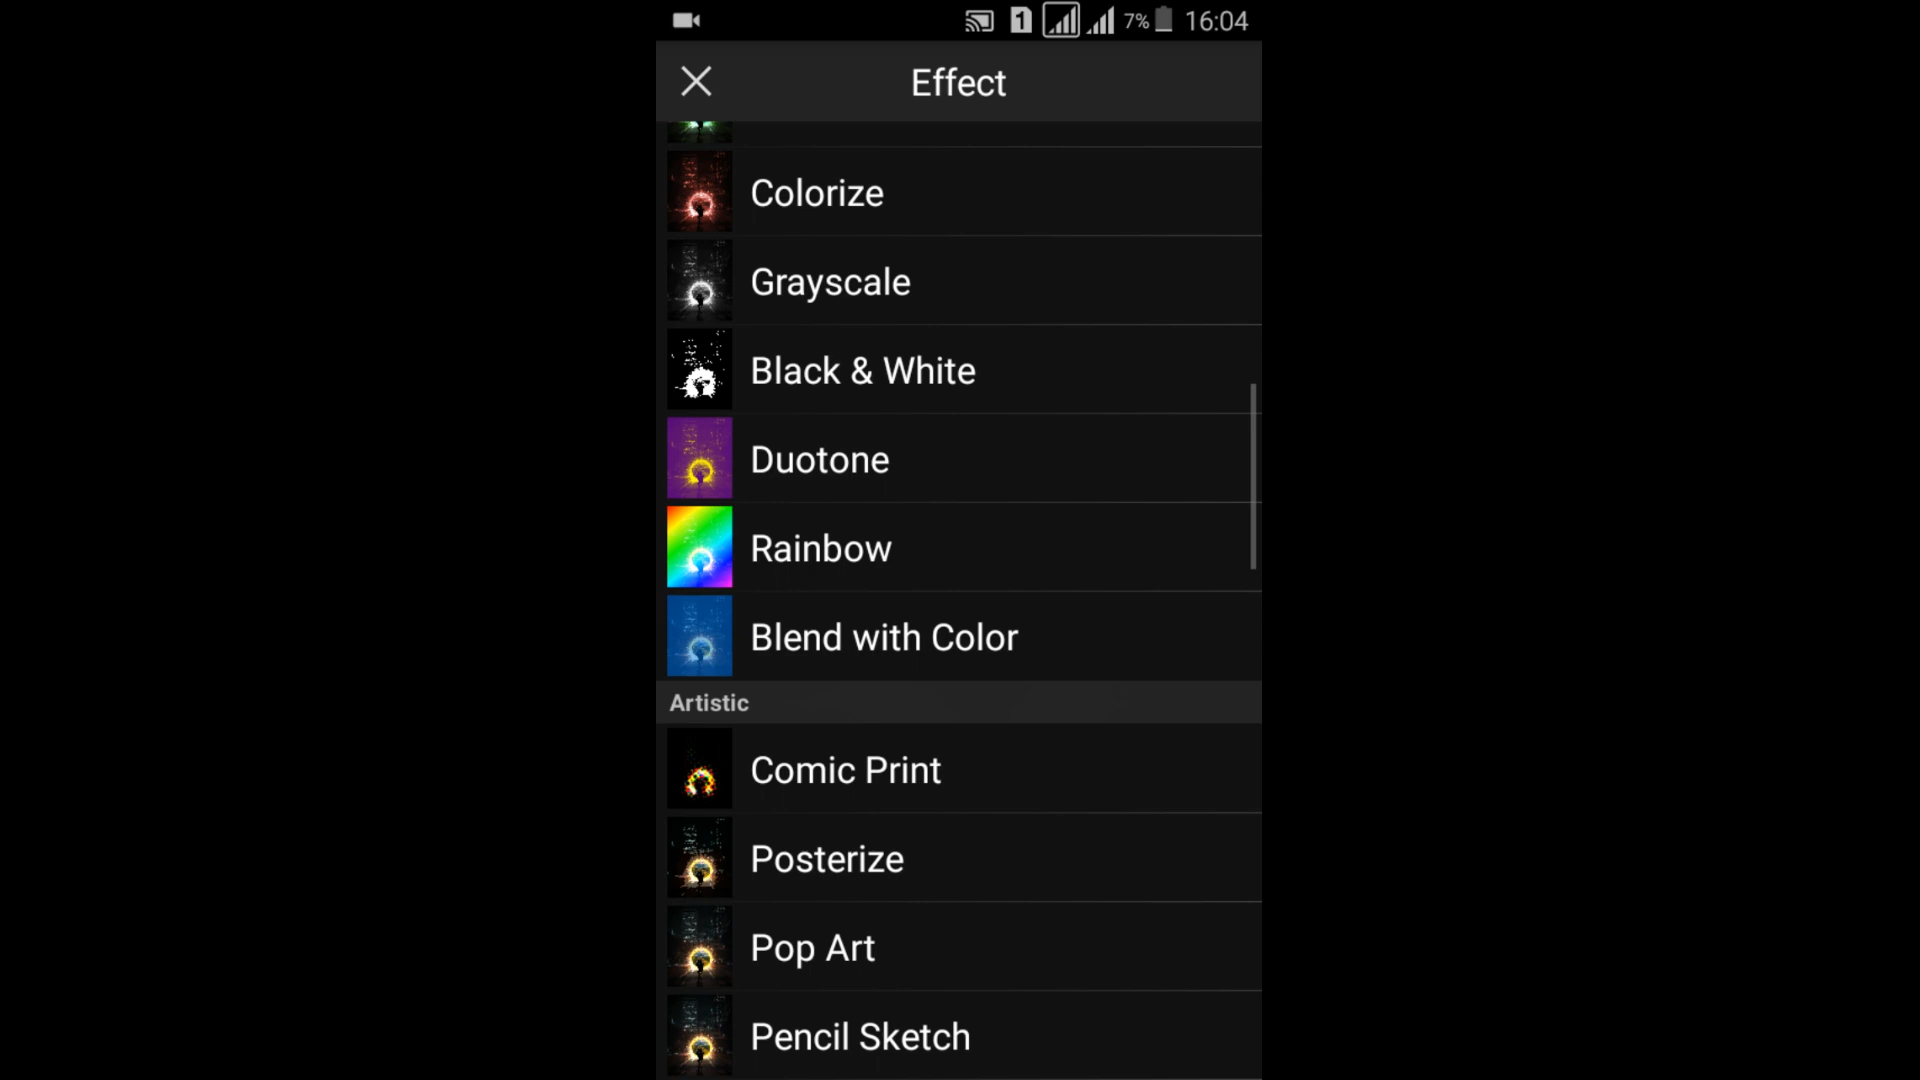 1
7%
16:04
Effect
Colorize
Grayscale
Black & White
Duotone
Rainbow
Blend with Color
Artistic
Comic Print
Posterize
Pop Art
Pencil Sketch